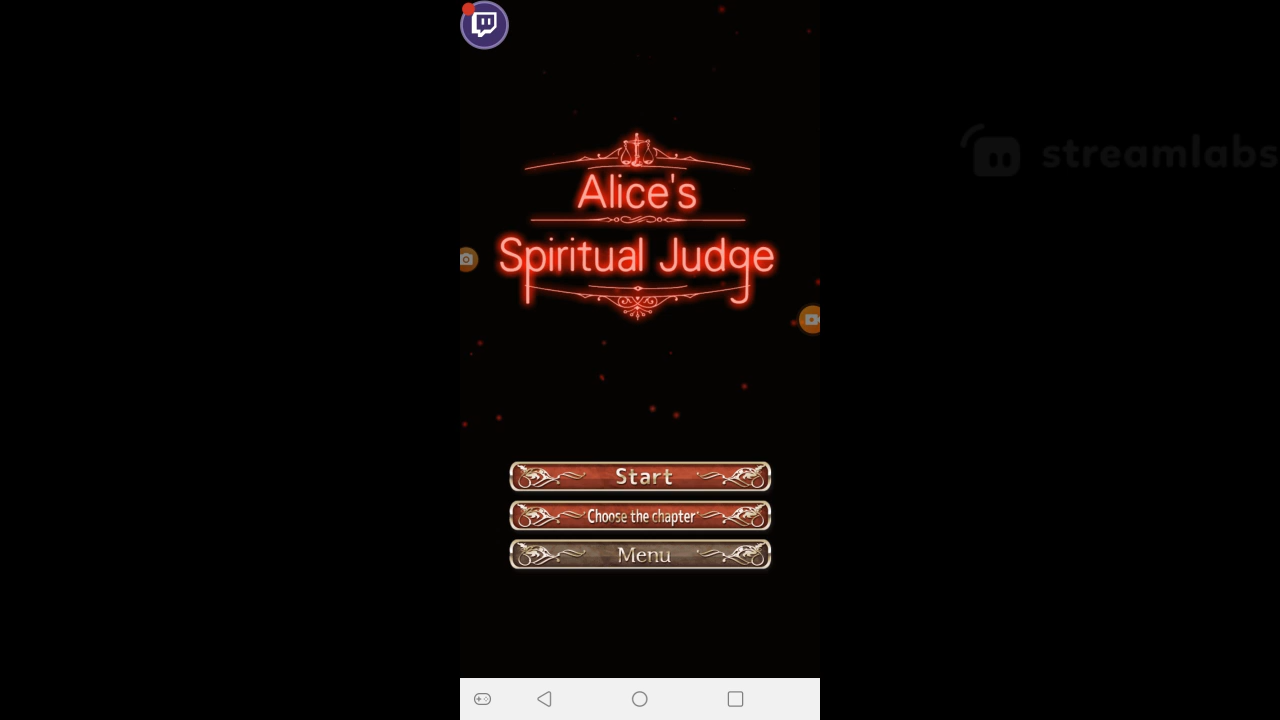 streamlabs
Alice's
Spiritual Judge
Start
Choose the chapter
Menu